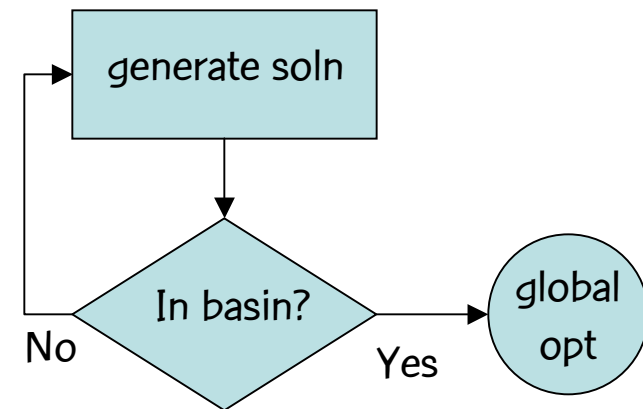 generate soln
In basin?
No
Yes
global
opt